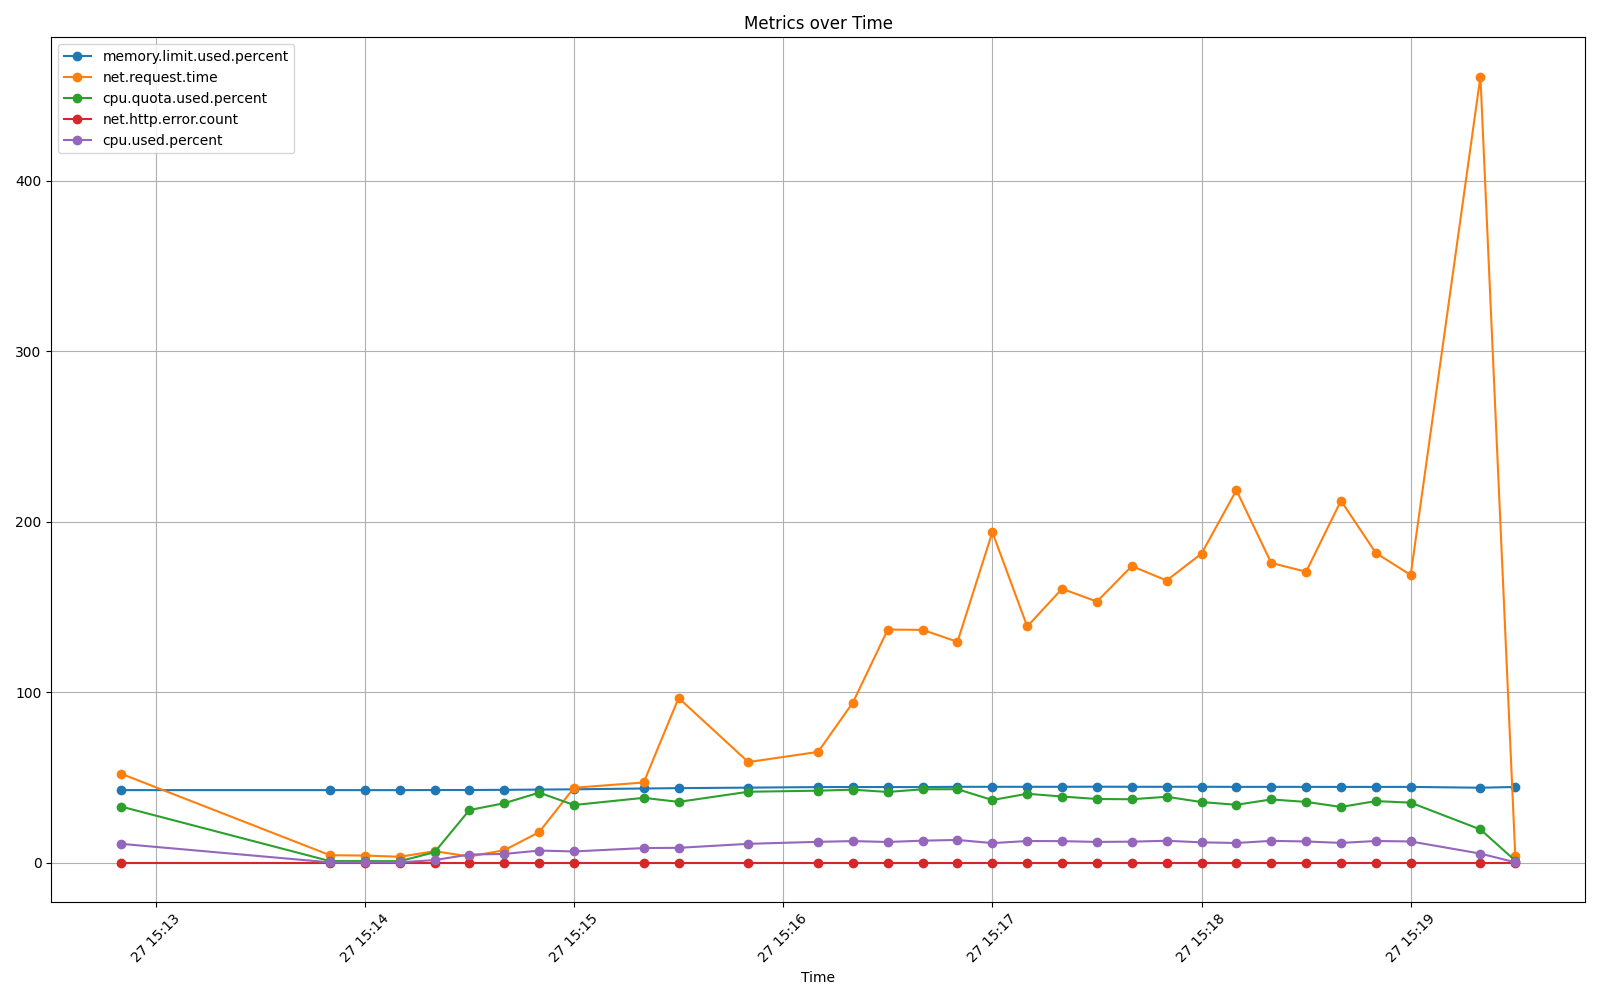 Metrics over Time
memory.limit.used.percent
net.request.time
cpu.quota.used.percent
net.http.error.count
cpu.used.percent
400
300
200
100
0
27 15:13
27 15:14
27 15:15
27 15:16
27 15:17
27 15:18
27 15:19
Time